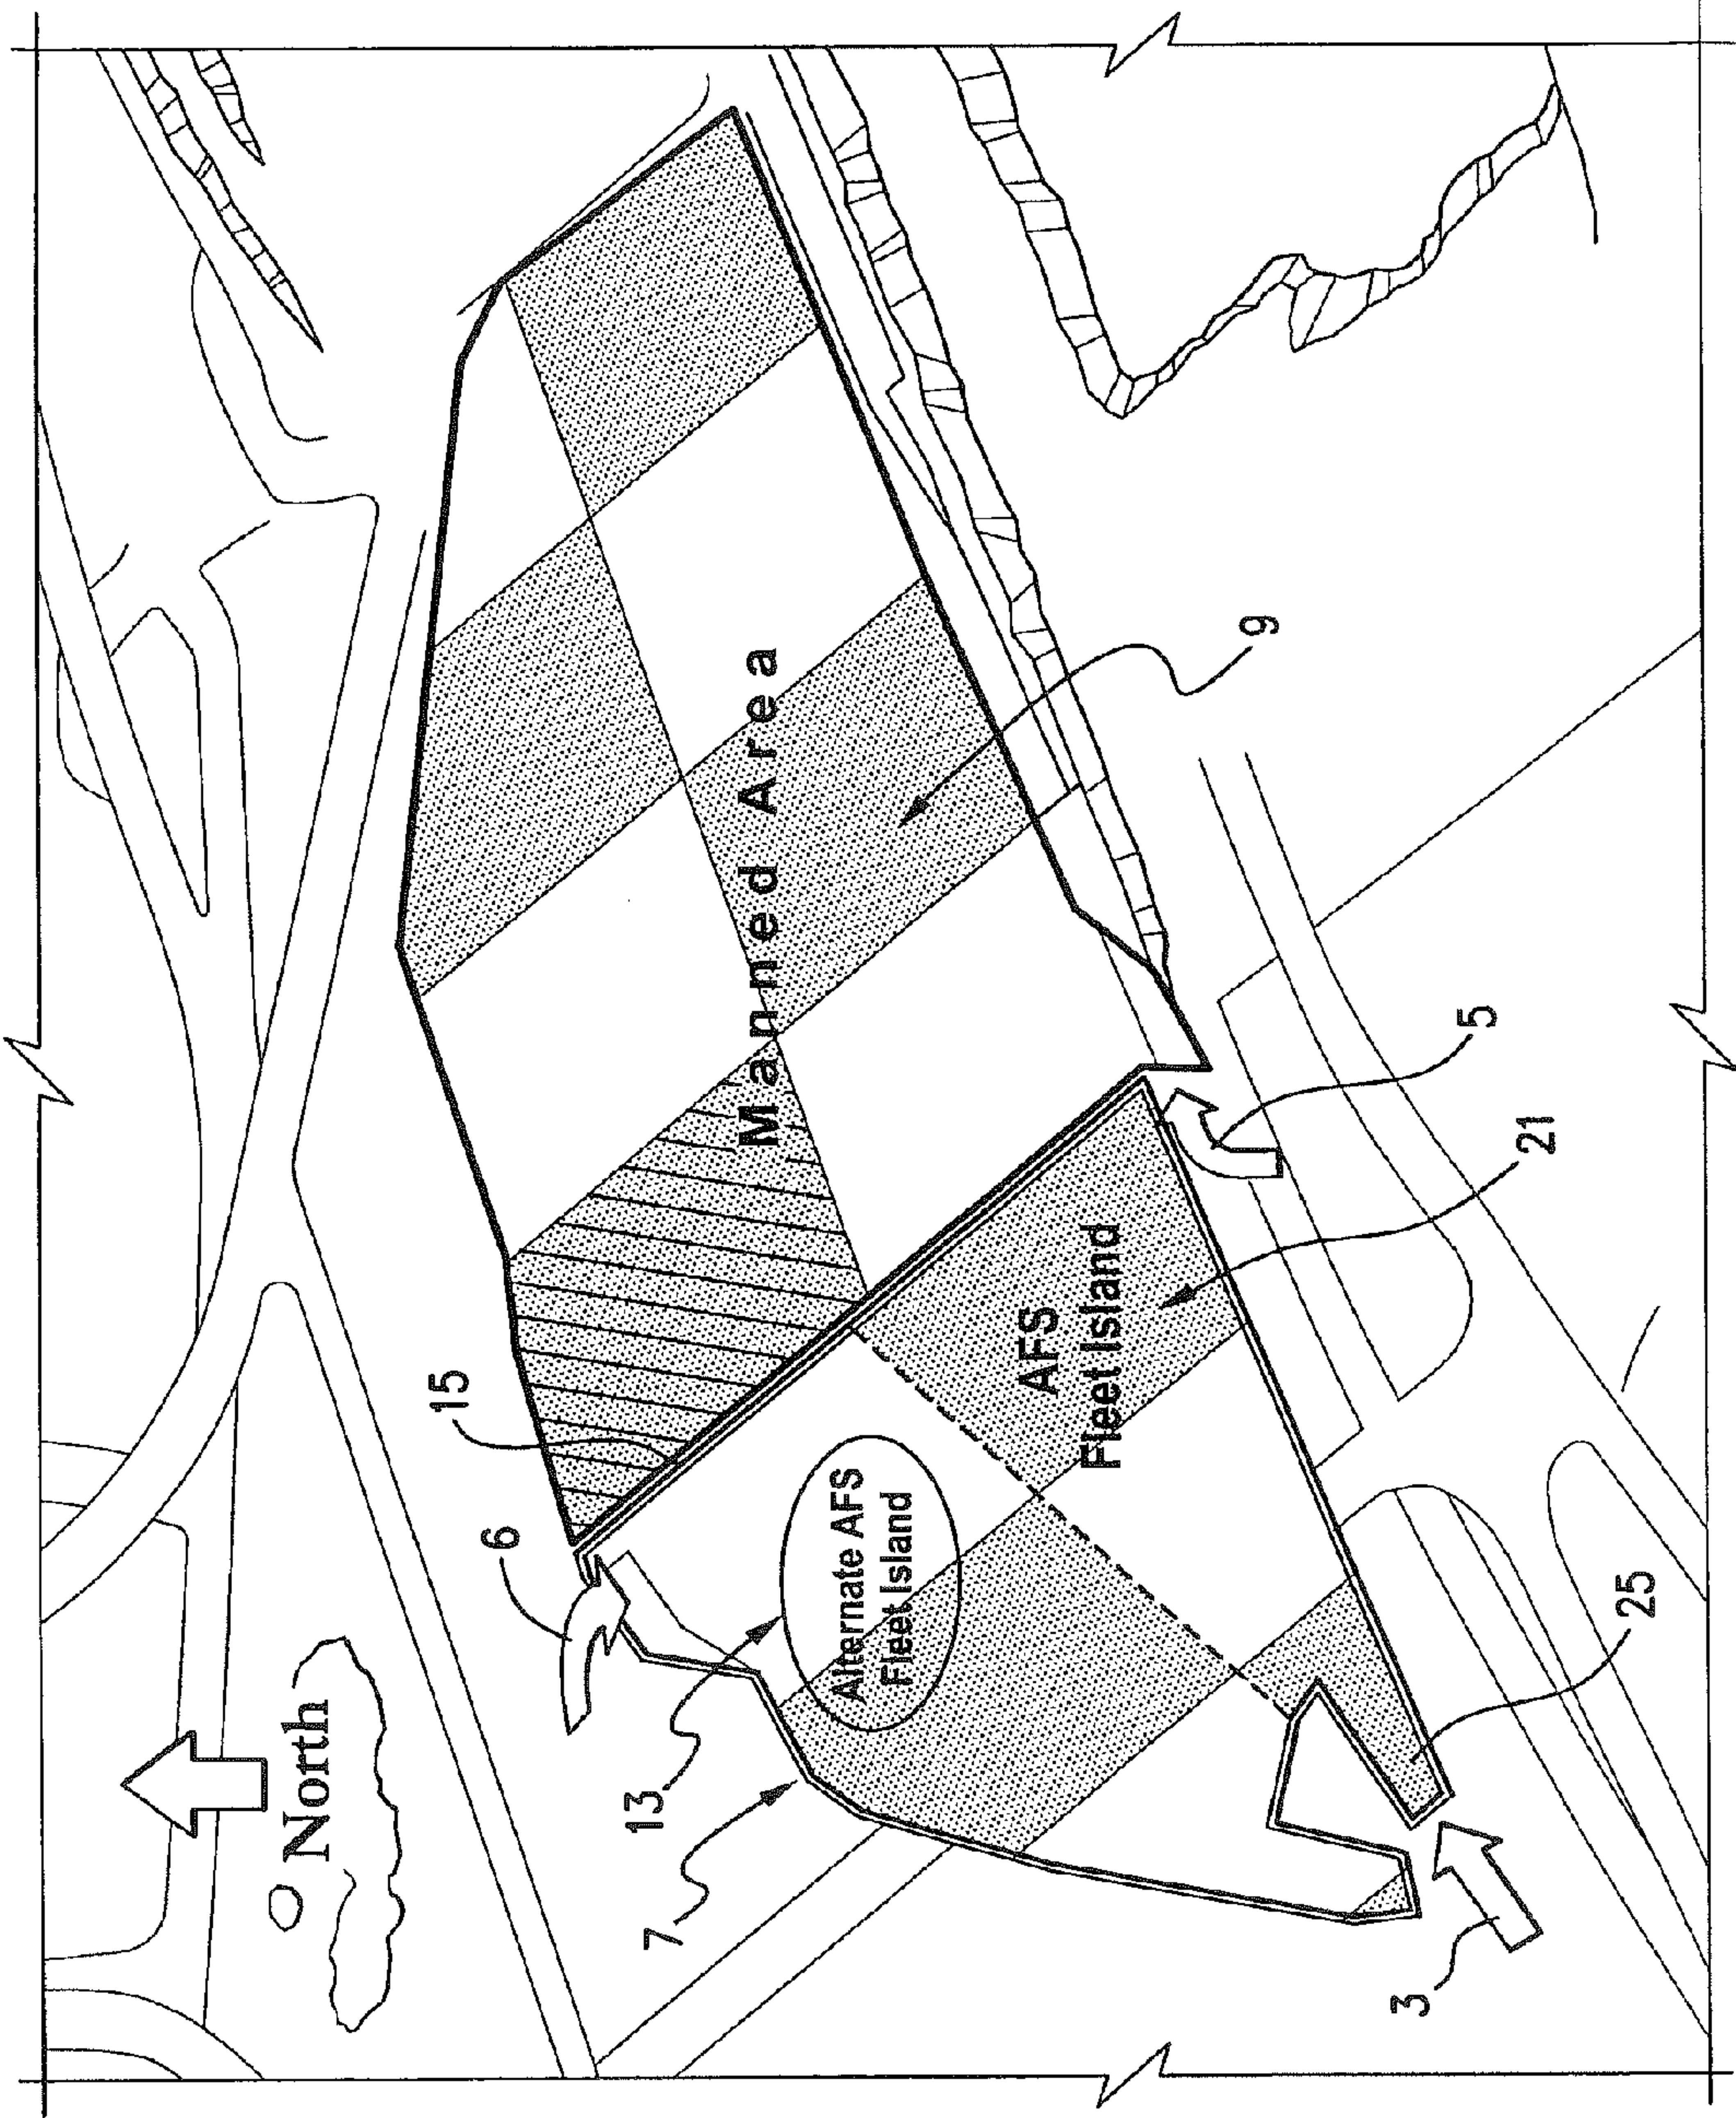 North
6
15
13
7
Alternate AFS
Fleet Island
Manned Area
AFS
Fleet Island
9
5
21
25
3